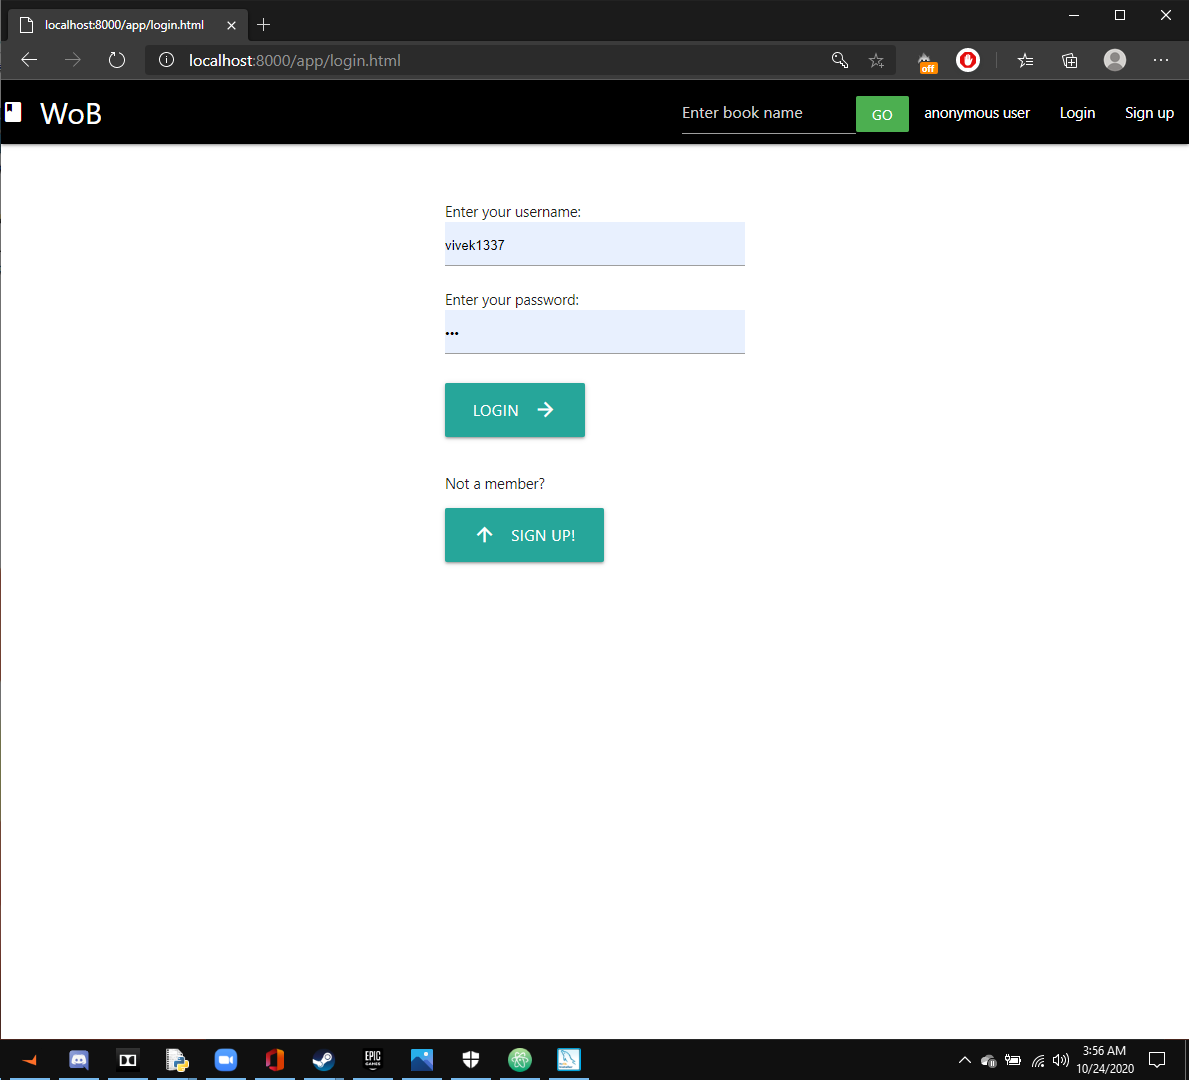 localhost:8000/app/login.html
localhost:8000/app/login.html
off
WoB
Enter book name
GO
anonymous user
Login
Sign up
Enter your username:
vivek1337
Enter your password:
•••
LOGIN
Not a member?
SIGN UP!
EPIC
GAMES
3:56 AM
10/24/2020